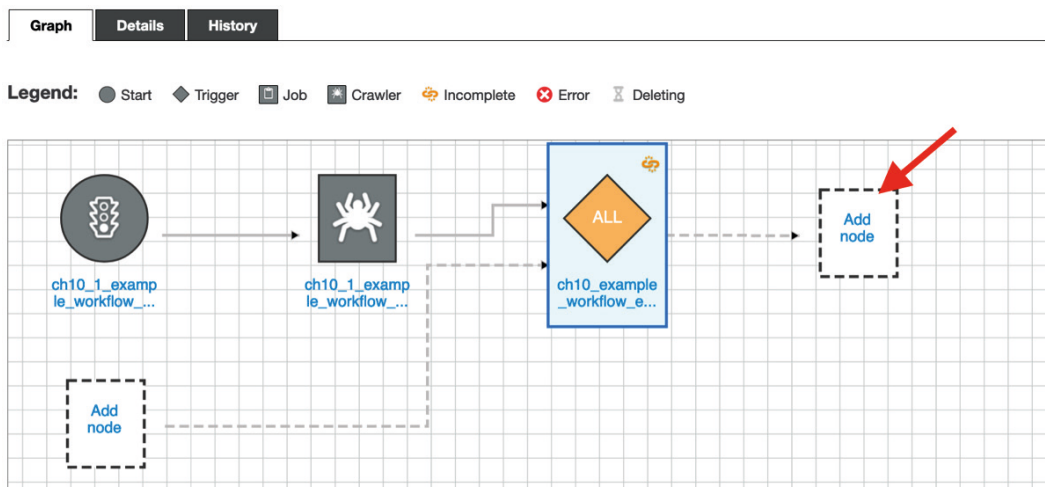 Graph Details History
Legend: Start Trigger Job Crawler Incomplete Error Deleting
ALL
Add
node
ch10_1_examp
le_workflow_...
ch10_1_examp
le_workflow_...
ch10_example
_workflow_e...
Add
node